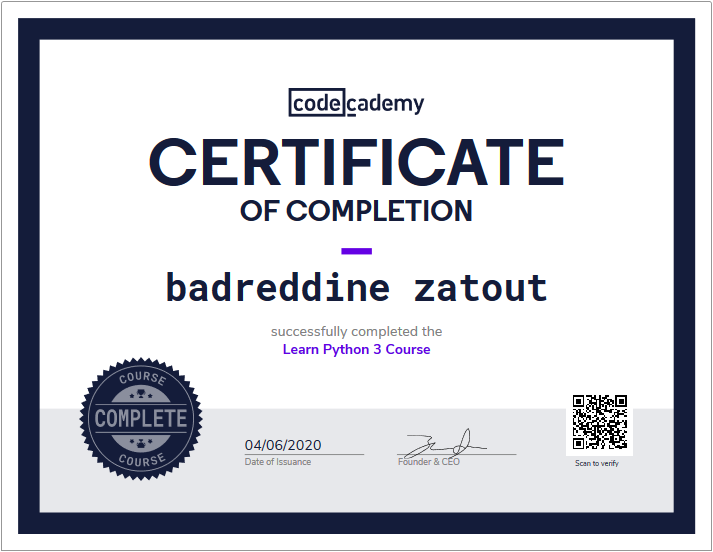 codecademy
CERTIFICATE
OF COMPLETION
badreddine zatout
successfully completed the
Learn Python 3 Course
COURSE
COMPLETE
COURSE
04/06/2020
Date of Issuance
Founder & CEO
Scan to verify